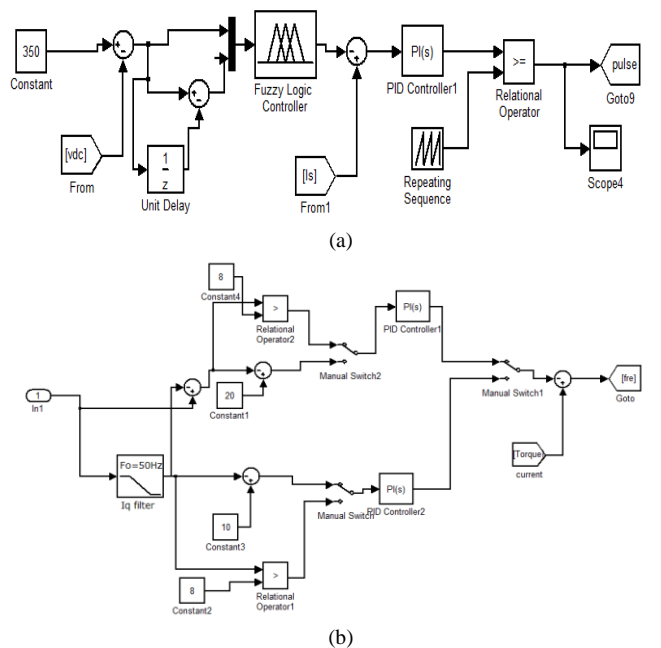 350
Constant
[vdc]
From
1
z
Unit Delay
Fuzzy Logic
Controller
[Is]
From1
PI(s)
PID Controller1
Repeating
Sequence
>=
Relational
Operator
pulse
Goto9
Scope4
(a)
8
Constant4
>
Relational
Operator2
PI(s)
PID Controller1
Manual Switch2
20
Constant1
1
In1
Manual Switch1
[fre]
Goto
[Torque]
current
Fo=50Hz
Iq filter
10
Constant3
Manual Switch
PI(s)
PID Controller2
8
Constant2
>
Relational
Operator1
(b)